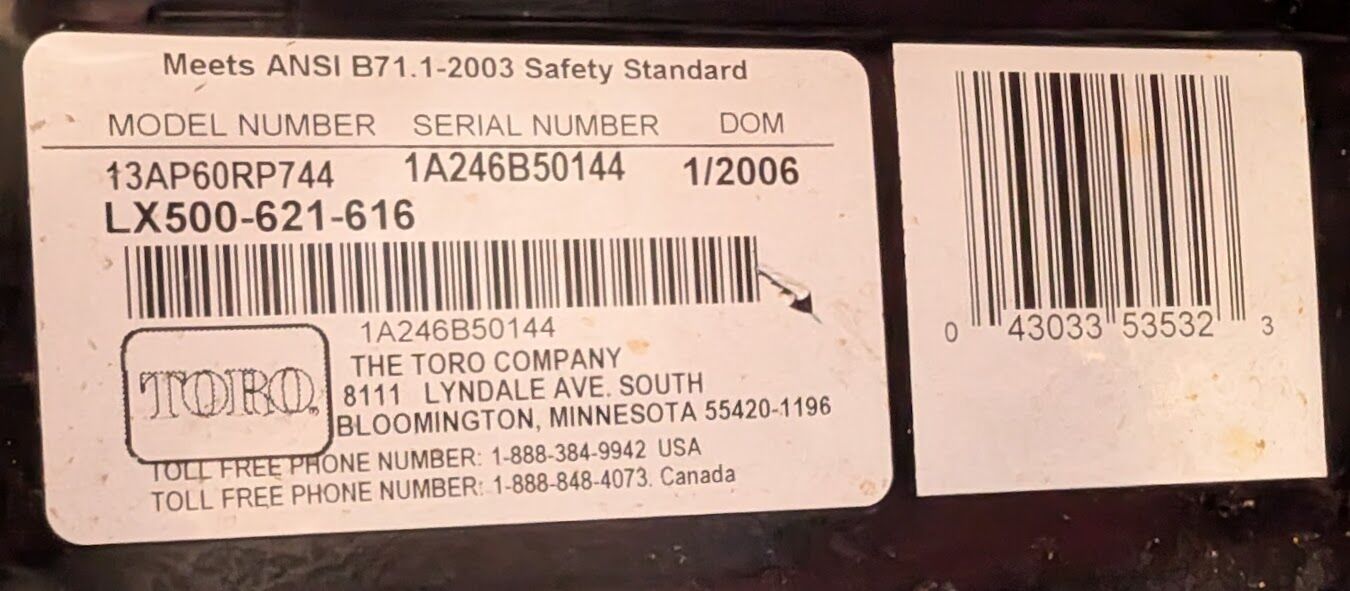 Meets ANSI B71.1-2003 Safety Standard
MODEL NUMBER SERIAL NUMBER DOM
13AP60RP744 1A246B50144 1/2006
LX500-621-616
1A246B50144
TORO.
THE TORO COMPANY
8111 LYNDALE AVE. SOUTH
BLOOMINGTON, MINNESOTA 55420-1196
TOLL FREE PHONE NUMBER: 1-888-384-9942 USA
TOLL FREE PHONE NUMBER: 1-888-848-4073. Canada
0 43033 53532 3